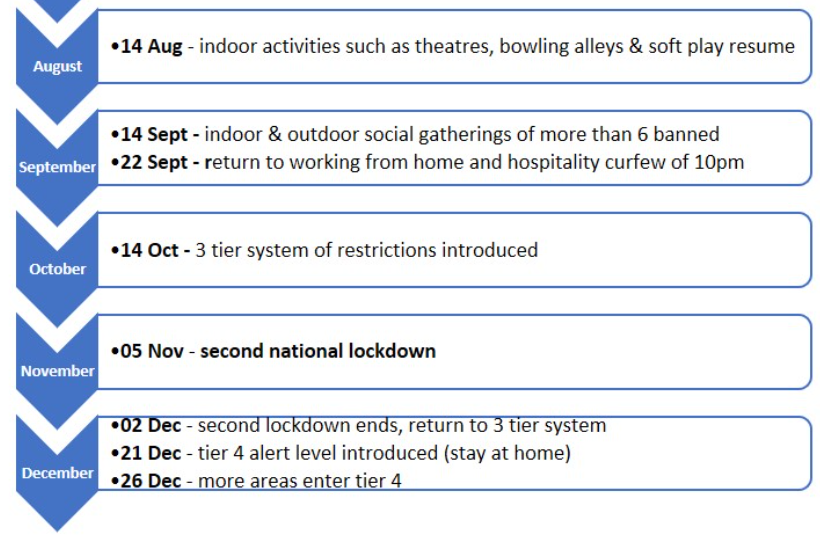 August
•14 Aug - indoor activities such as theatres, bowling alleys & soft play resume
September
•14 Sept - indoor & outdoor social gatherings of more than 6 banned
•22 Sept - return to working from home and hospitality curfew of 10pm
October
•14 Oct - 3 tier system of restrictions introduced
November
•05 Nov - second national lockdown
December
•02 Dec - second lockdown ends, return to 3 tier system
•21 Dec - tier 4 alert level introduced (stay at home)
•26 Dec - more areas enter tier 4